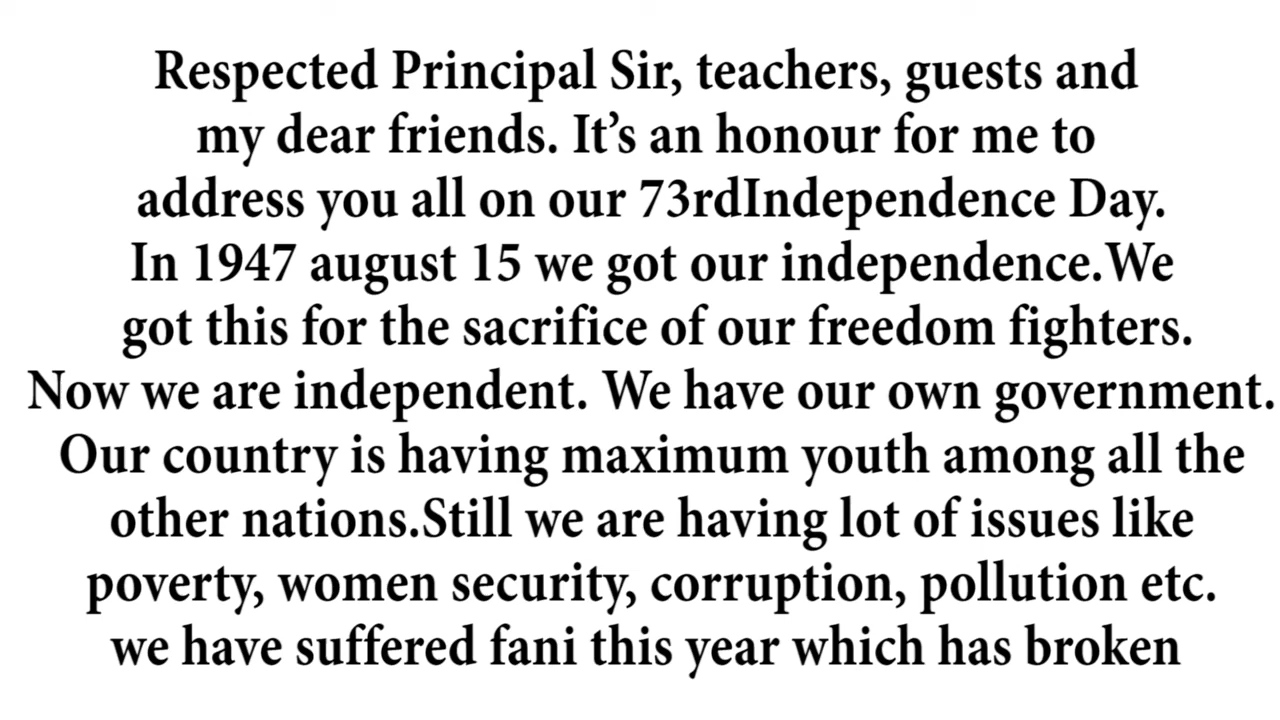 Respected Principal Sir, teachers, guests and
my dear friends. It’s an honour for me to
address you all on our 73rdIndependence Day.
In 1947 august 15 we got our independence.We
got this for the sacrifice of our freedom fighters.
Now we are independent. We have our own government.
Our country is having maximum youth among all the
other nations.Still we are having lot of issues like
poverty, women security, corruption, pollution etc.
we have suffered fani this year which has broken